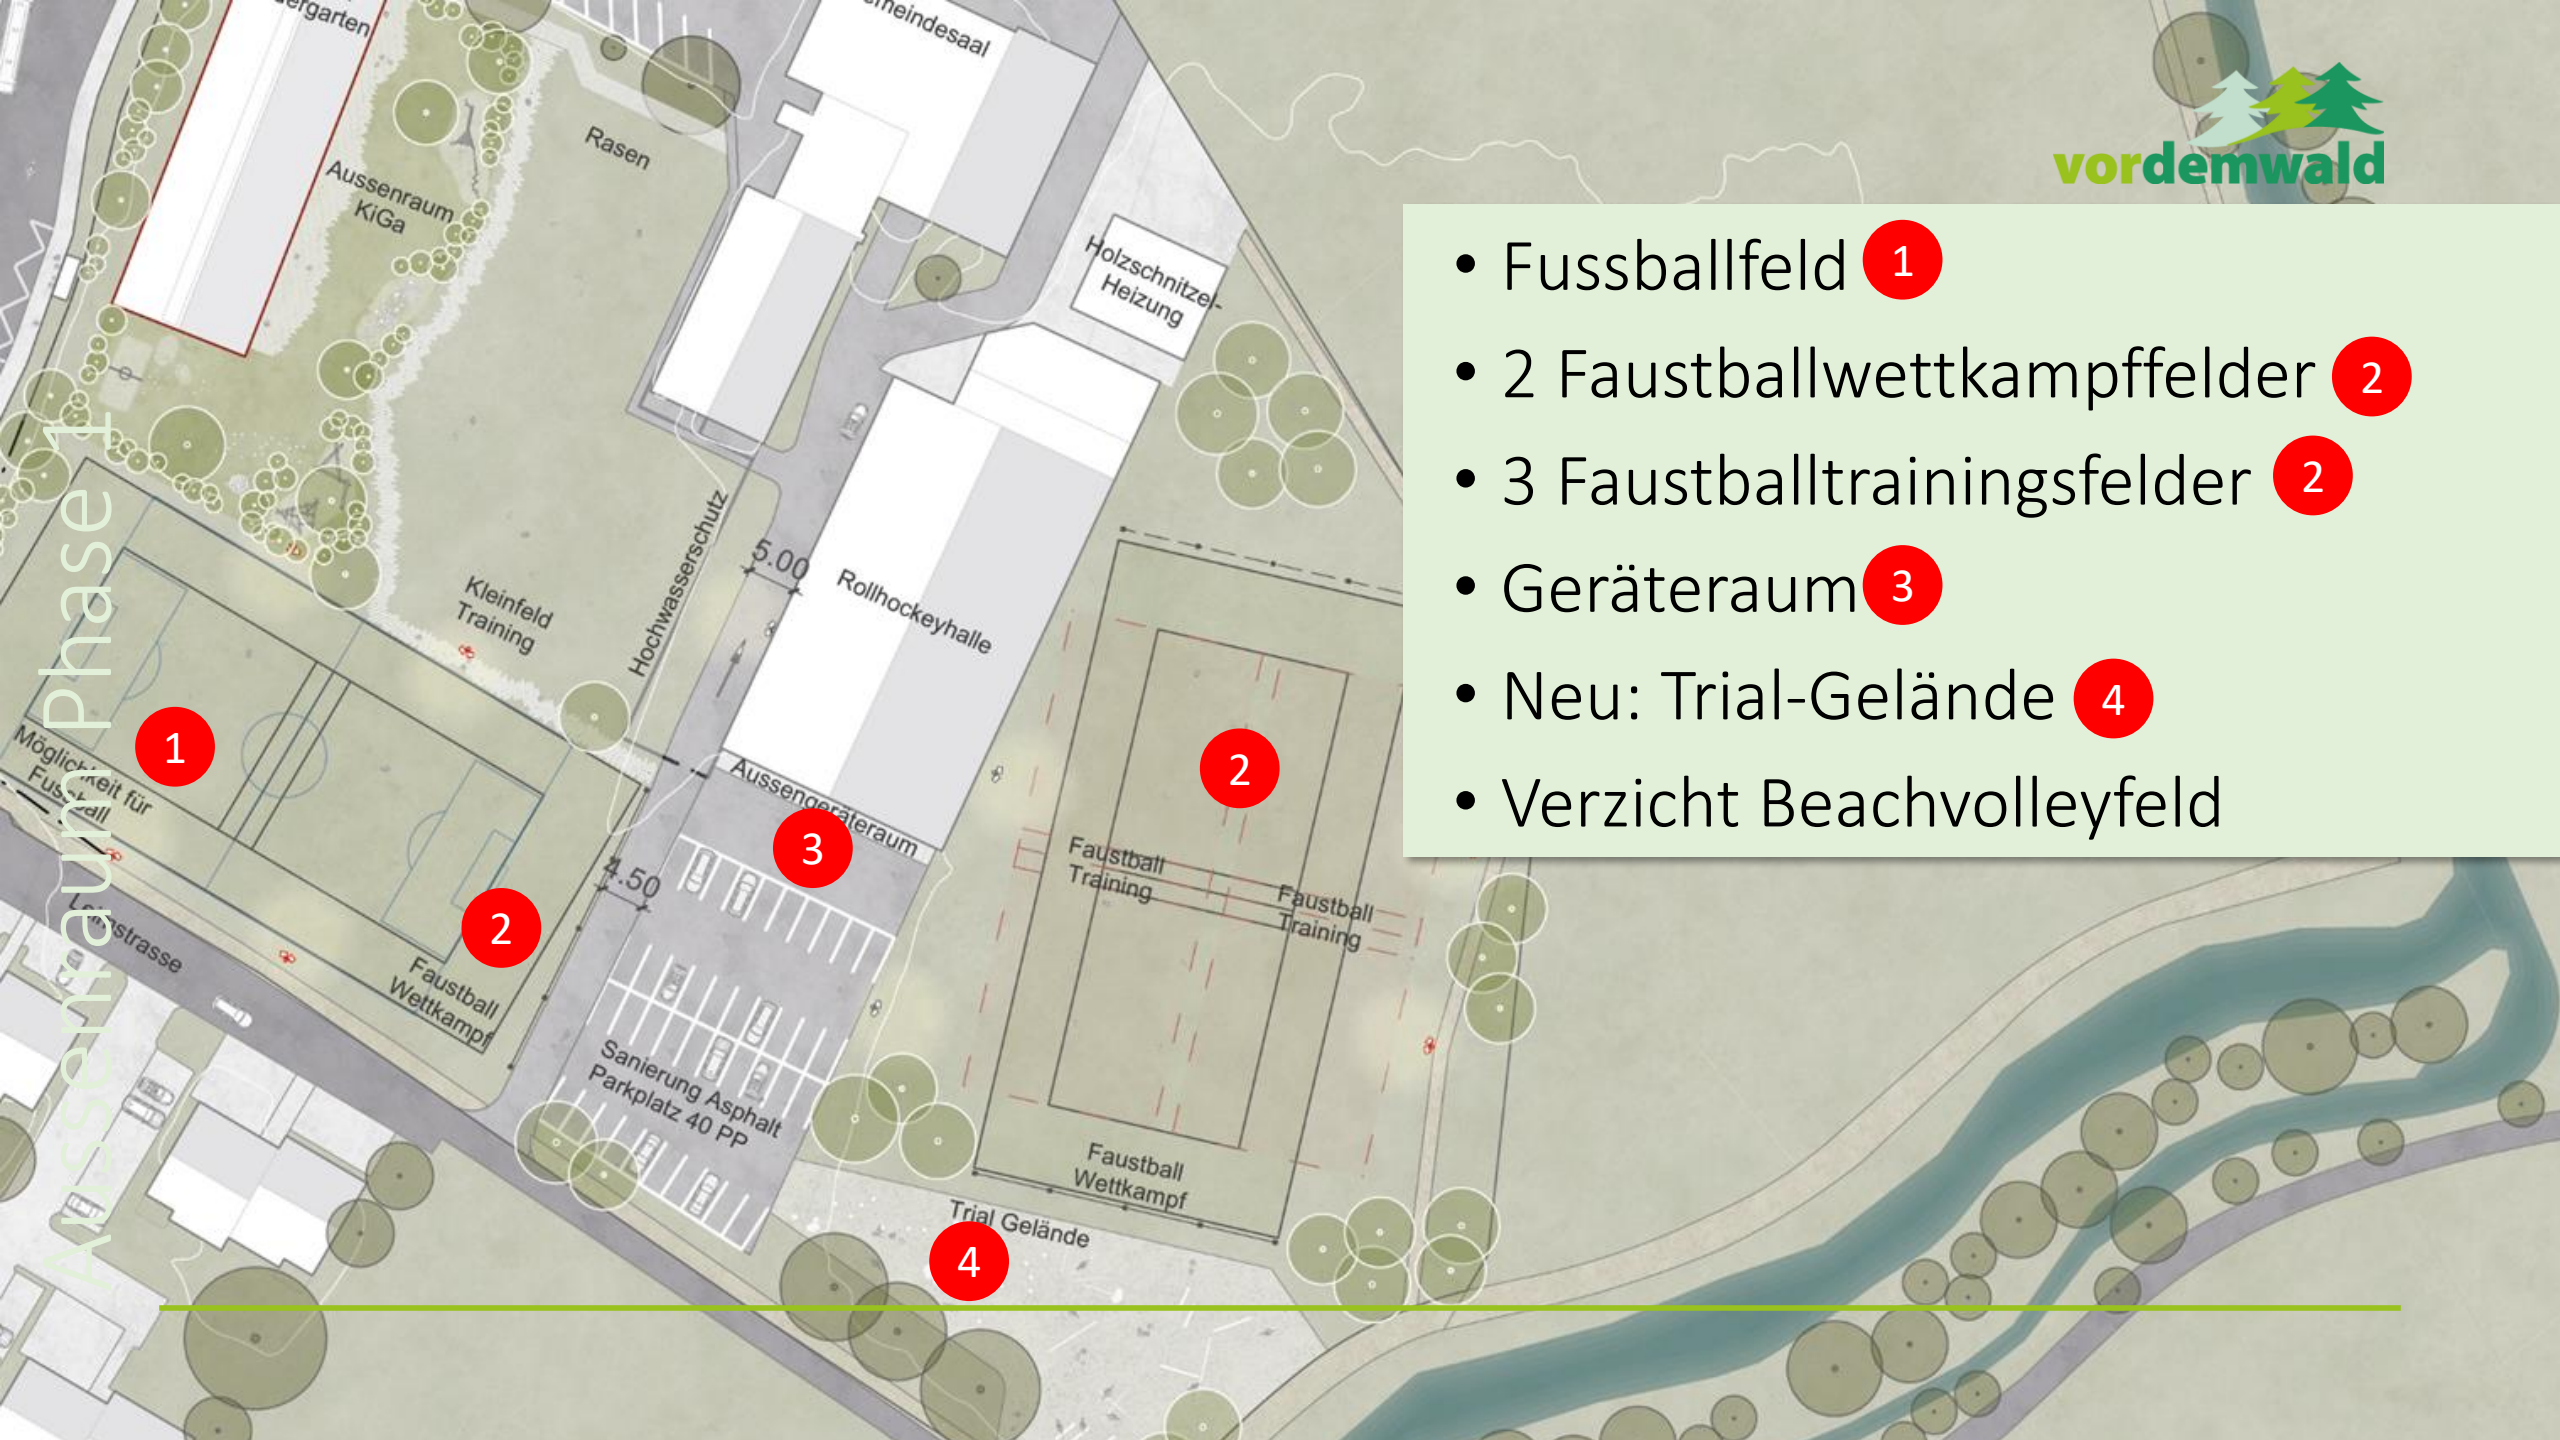 vordemwald
• Fussballfeld 1
• 2 Faustballwettkampffelder 2
• 3 Faustballtrainingsfelder 2
• Geräteraum 3
• Neu: Trial-Gelände 4
• Verzicht Beachvolleyfeld
Aussenraum Phase 1
Rasen
Aussenraum
KiGa
Holzschnitzel-
Heizung
Hochwasserschutz
5.00
Rollhockeyhalle
Kleinfeld
Training
1
Möglichkeit für
2
Faustball
Wettkampf
Aussengeräteraum
3
4.50
Sanierung Asphalt
Parkplatz 40 PP
2
Faustball
Training
Faustball
Training
Faustball
Wettkampf
Trial Gelände
4